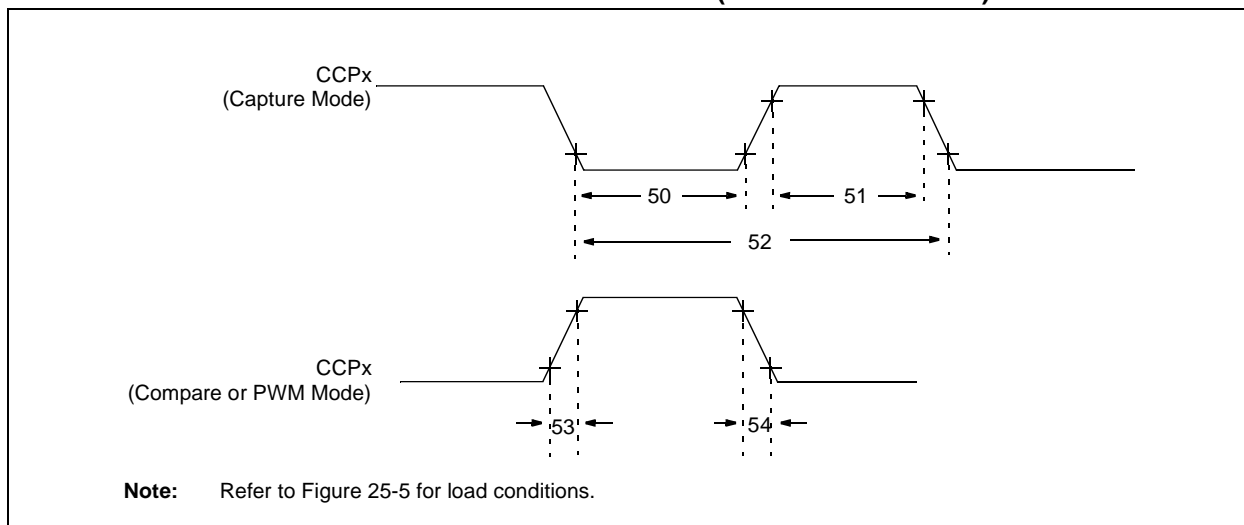 CCPx
(Capture Mode)
50
51
52
CCPx
(Compare or PWM Mode)
53
54
Note: Refer to Figure 25-5 for load conditions.